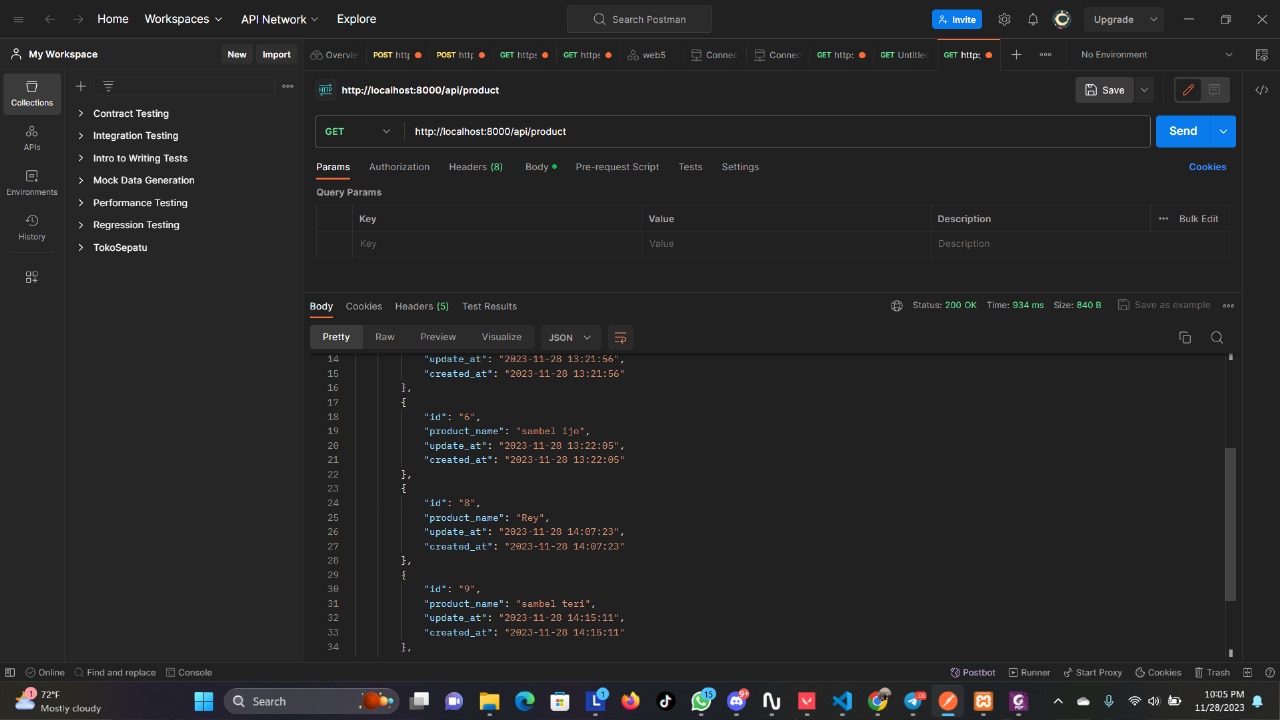 Home Workspaces API Network Explore Search Postman Invite Upgrade
My Workspace New Import Overvie POST http: POST http: GET https GET https web5 Connec Connec GET http: GET Untitle GET http: No Environment
Collections
APIs
Environments
History
Contract Testing
Integration Testing
Intro to Writing Tests
Mock Data Generation
Performance Testing
Regression Testing
TokoSepatu
HTTP http://localhost:8000/api/product Save
GET http://localhost:8000/api/product Send
Params Authorization Headers (8) Body Pre-request Script Tests Settings Cookies
Query Params
Key Value Description Bulk Edit
Key Value Description
Body Cookies Headers (5) Test Results Status: 200 OK Time: 934 ms Size: 840 B Save as example
Pretty Raw Preview Visualize JSON
14 "update_at": "2023-11-28 13:21:56",
15 "created_at": "2023-11-28 13:21:56"
16 },
17 {
18 "id": "6",
19 "product_name": "sambel ijo",
20 "update_at": "2023-11-28 13:22:05",
21 "created_at": "2023-11-28 13:22:05"
22 },
23 {
24 "id": "8",
25 "product_name": "Rey",
26 "update_at": "2023-11-28 14:07:23",
27 "created_at": "2023-11-28 14:07:23"
28 },
29 {
30 "id": "9",
31 "product_name": "sambel teri",
32 "update_at": "2023-11-28 14:15:11",
33 "created_at": "2023-11-28 14:15:11"
34 },
Online Find and replace Console Postbot Runner Start Proxy Cookies Trash
1 72°F
Mostly cloudy
Search
1
15
9+
10:05 PM
11/28/2023